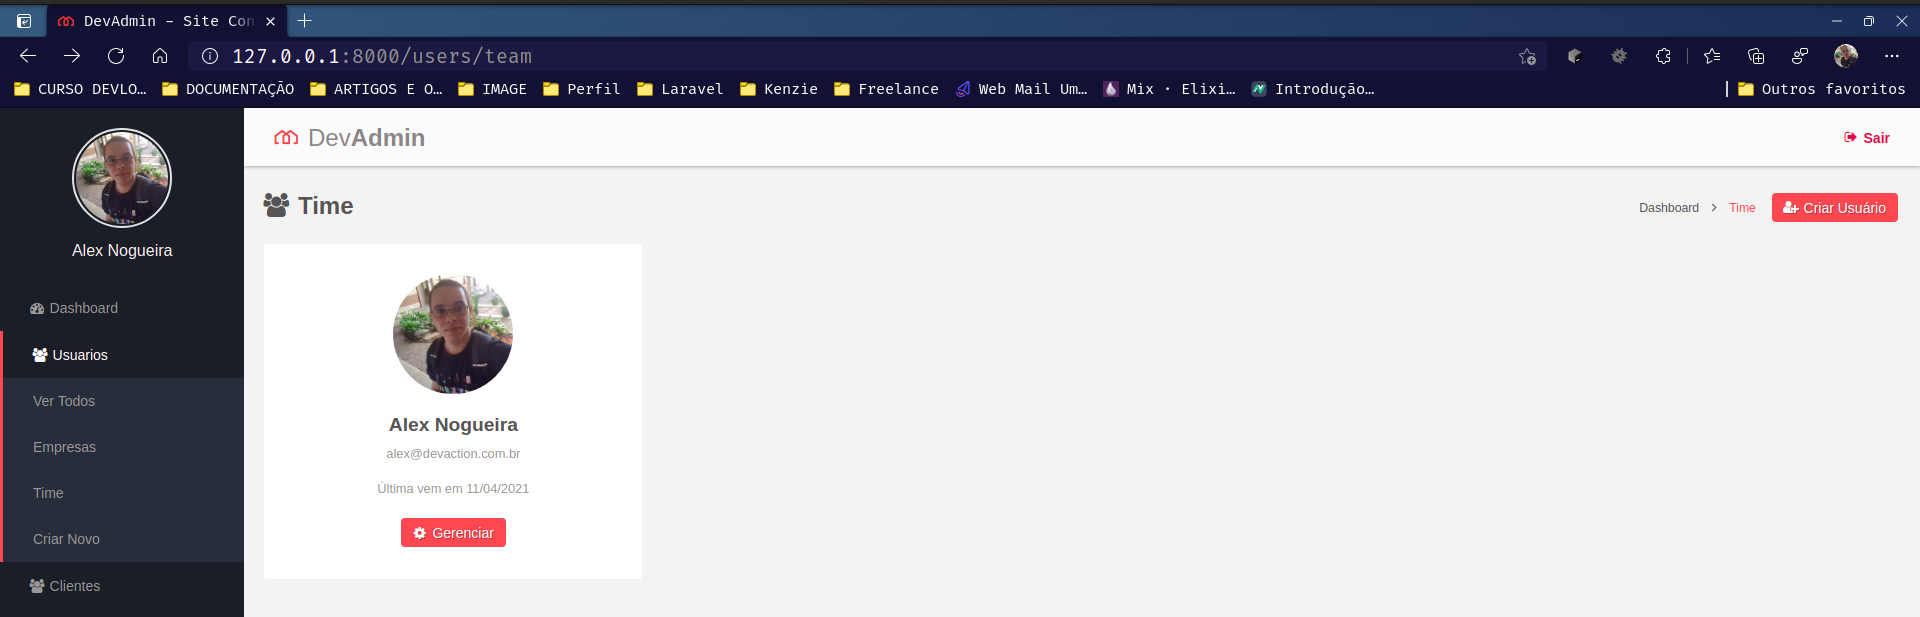 DevAdmin - Site Con
127.0.0.1:8000/users/team
CURSO DEVLO… DOCUMENTAÇÃO ARTIGOS E O… IMAGE Perfil Laravel Kenzie Freelance Web Mail Um… Mix · Elixi… Introdução… Outros favoritos
DevAdmin
Sair
Alex Nogueira
Dashboard
Usuarios
Ver Todos
Empresas
Time
Criar Novo
Clientes
Time
Dashboard > Time
Criar Usuário
Alex Nogueira
alex@devaction.com.br
Última vem em 11/04/2021
Gerenciar